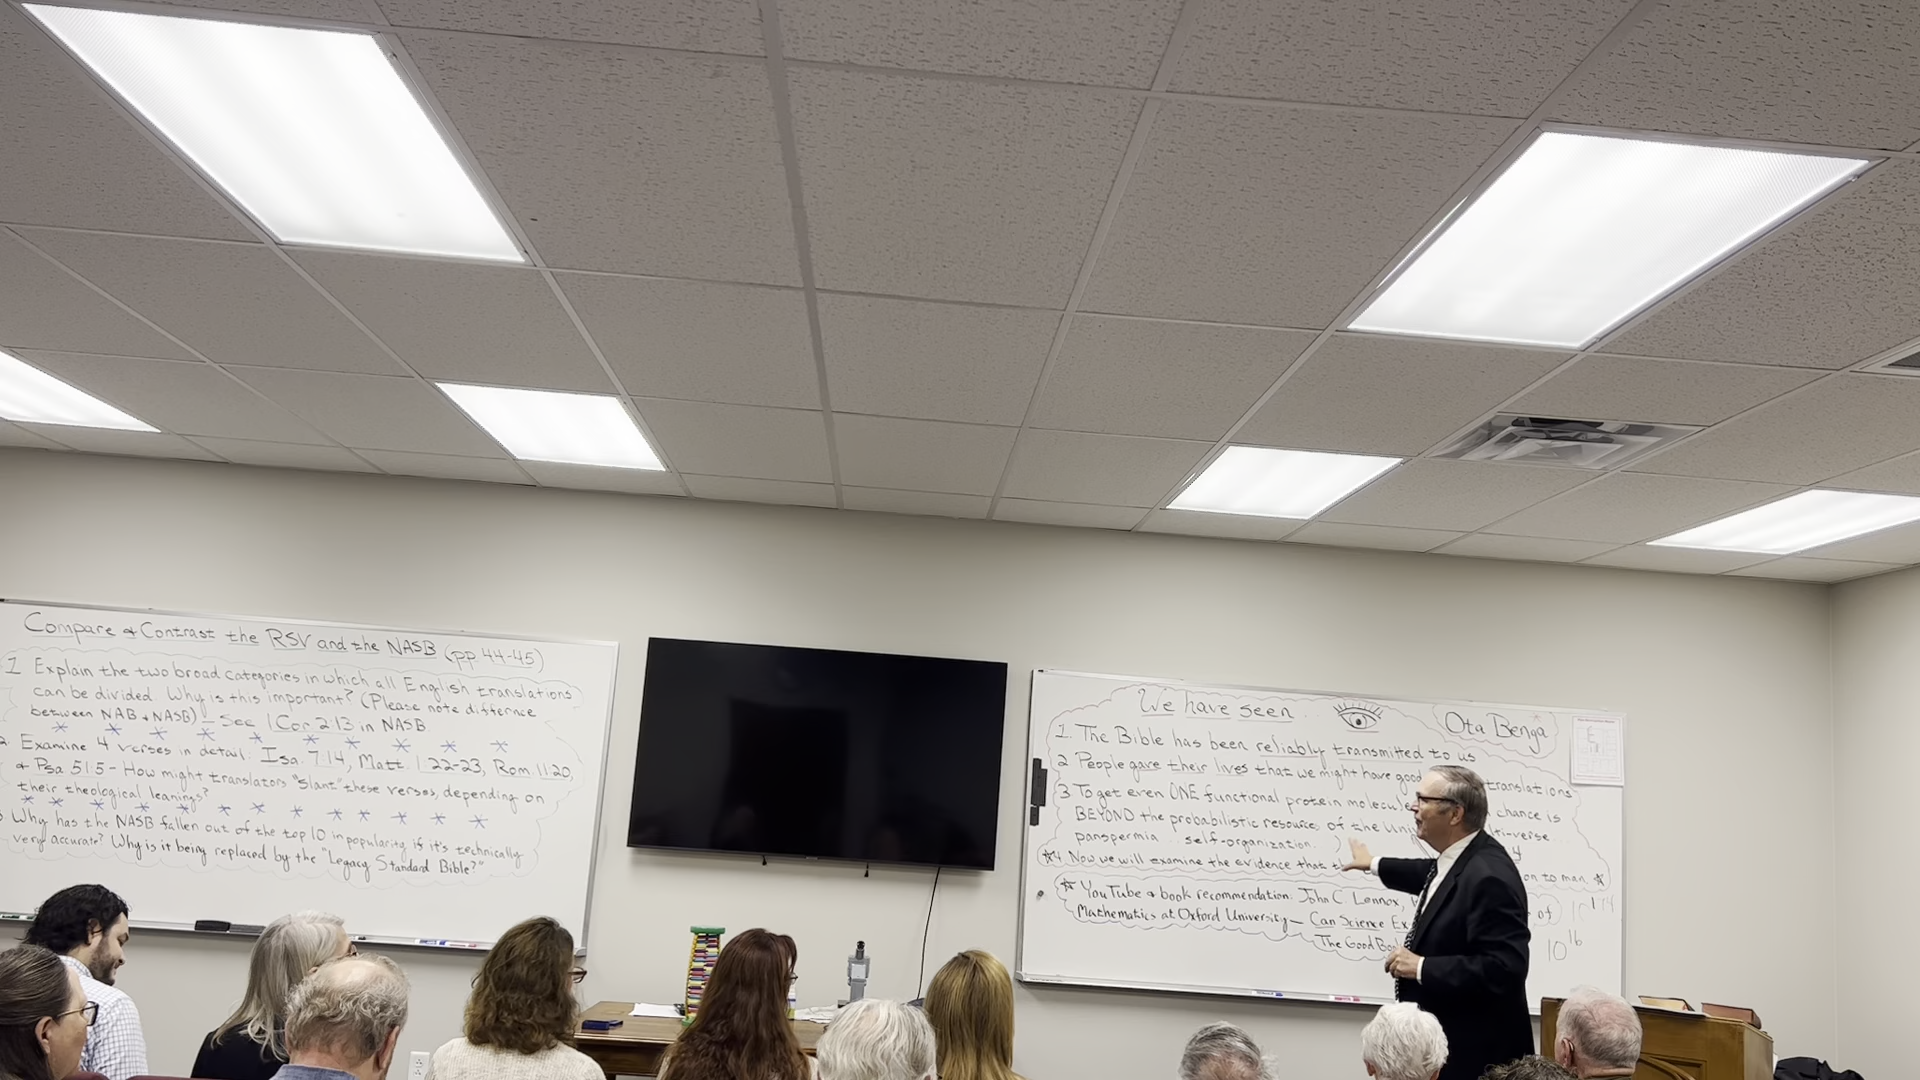 Compare & Contrast the RSV and the NASB (pp 44-45)
1 Explain the two broad categories in which all English translations
can be divided. Why is this important? (Please note differnce
between NAB & NASB) - See 1 Cor 2:13 in NASB
2. Examine 4 verses in detail: Isa. 7:14, Matt. 1:22-23, Rom. 11:20,
& Psa 51:5 - How might translators "slant" these verses, depending on
their theological leanings?
Why has the NASB fallen out of the top 10 in popularity if it's technically
very accurate? Why is it being replaced by the "Legacy Standard Bible?"
We have seen...
Ota Benga
1. The Bible has been reliably transmitted to us
2 People gave their lives that we might have good translations
3 To get even ONE functional protein molecule chance is
BEYOND the probabilistic resources of the
panspermia... self-organization...)
4 Now we will examine the evidence that on to man.
YouTube & book recommendation: John C. Lennox, of
Mathematics at Oxford University - Can Science
The Good
10^16